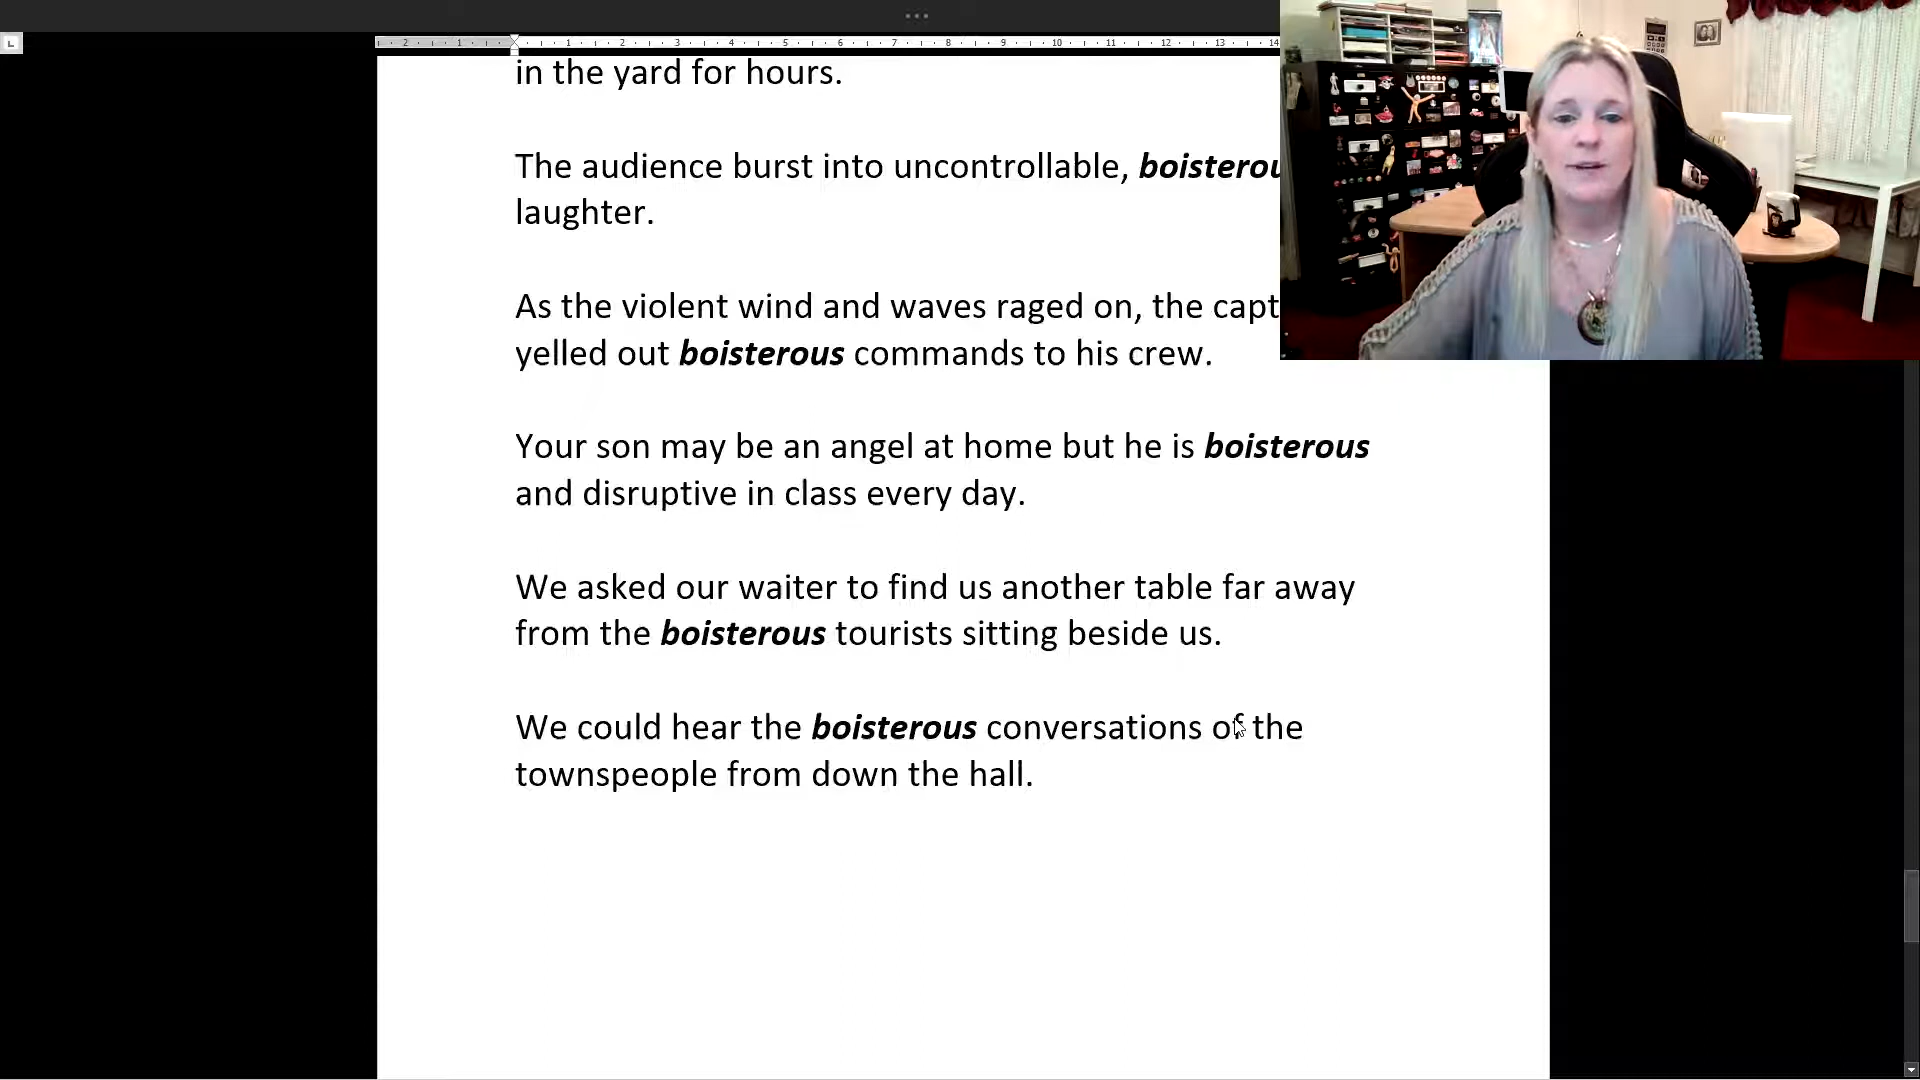 in the yard for hours.
The audience burst into uncontrollable,
laughter.
As the violent wind and waves raged on, the
yelled out boisterous commands to his crew.
Your son may be an angel at home but he is boisterous
and disruptive in class every day.
We asked our waiter to find us another table far away
from the boisterous tourists sitting beside us.
We could hear the boisterous conversations of the
townspeople from down the hall.